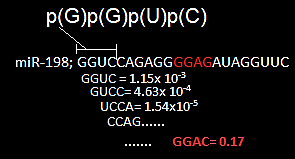 p(G)p(G)p(U)p(C)
miR-198; GGUCCAGAGGGGAGAUAGGUUC
GGUC = 1.15x 10-3
GUCC= 4.63x 10-4
UCCA= 1.54x10-5
CCAG......
....... GGAC= 0.17